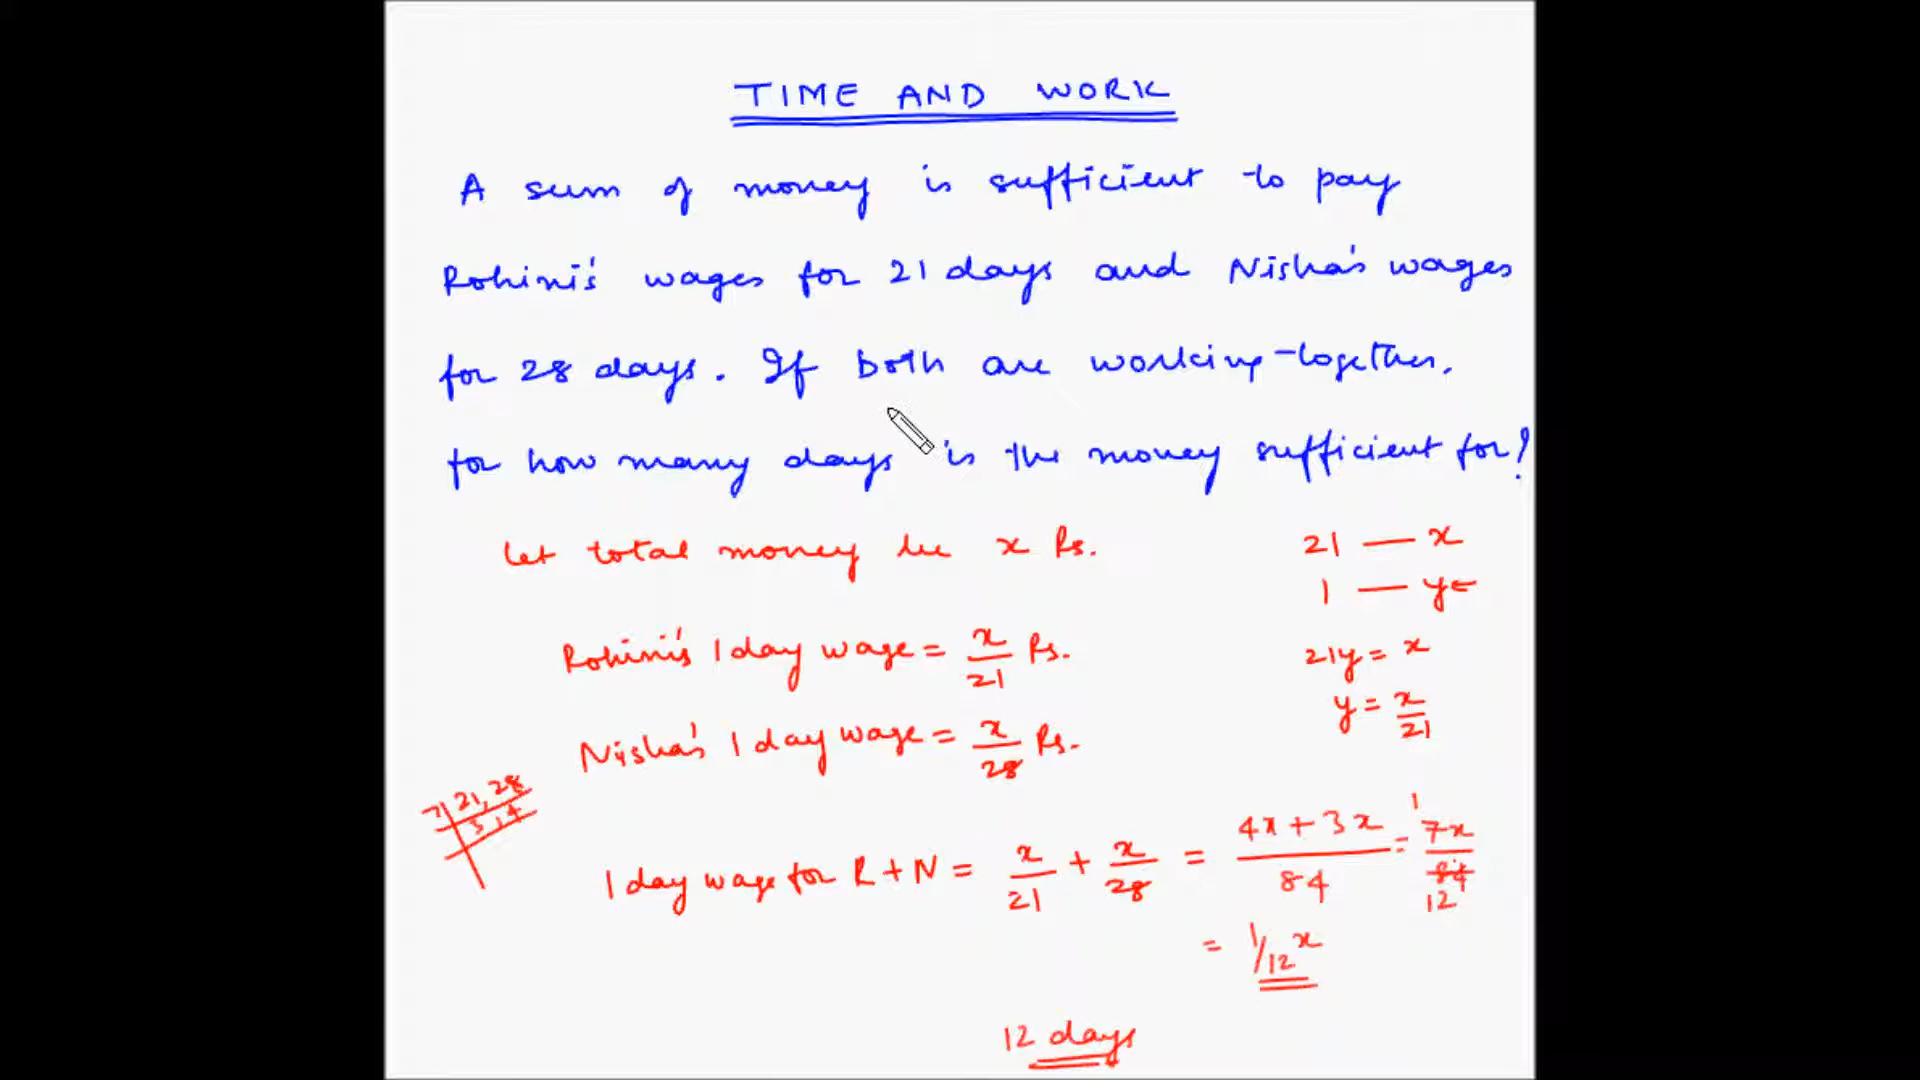 TIME AND WORK
A sum of money is sufficient to pay
Rohini's wages for 21 days and Nisha's wages
for 28 days. If both are working together,
for how many days is the money sufficient for?
Let total money be x Rs.
21 — x
1 — y
Rohini's 1 day wage = x/21 Rs.
21y = x
y = x/21
Nisha's 1 day wage = x/28 Rs.
7 | 21, 28
3, 4
1 day wage for R + N = x/21 + x/28 = 4x + 3x / 84 = 7x/84
1
12
= 1/12 x
12 days